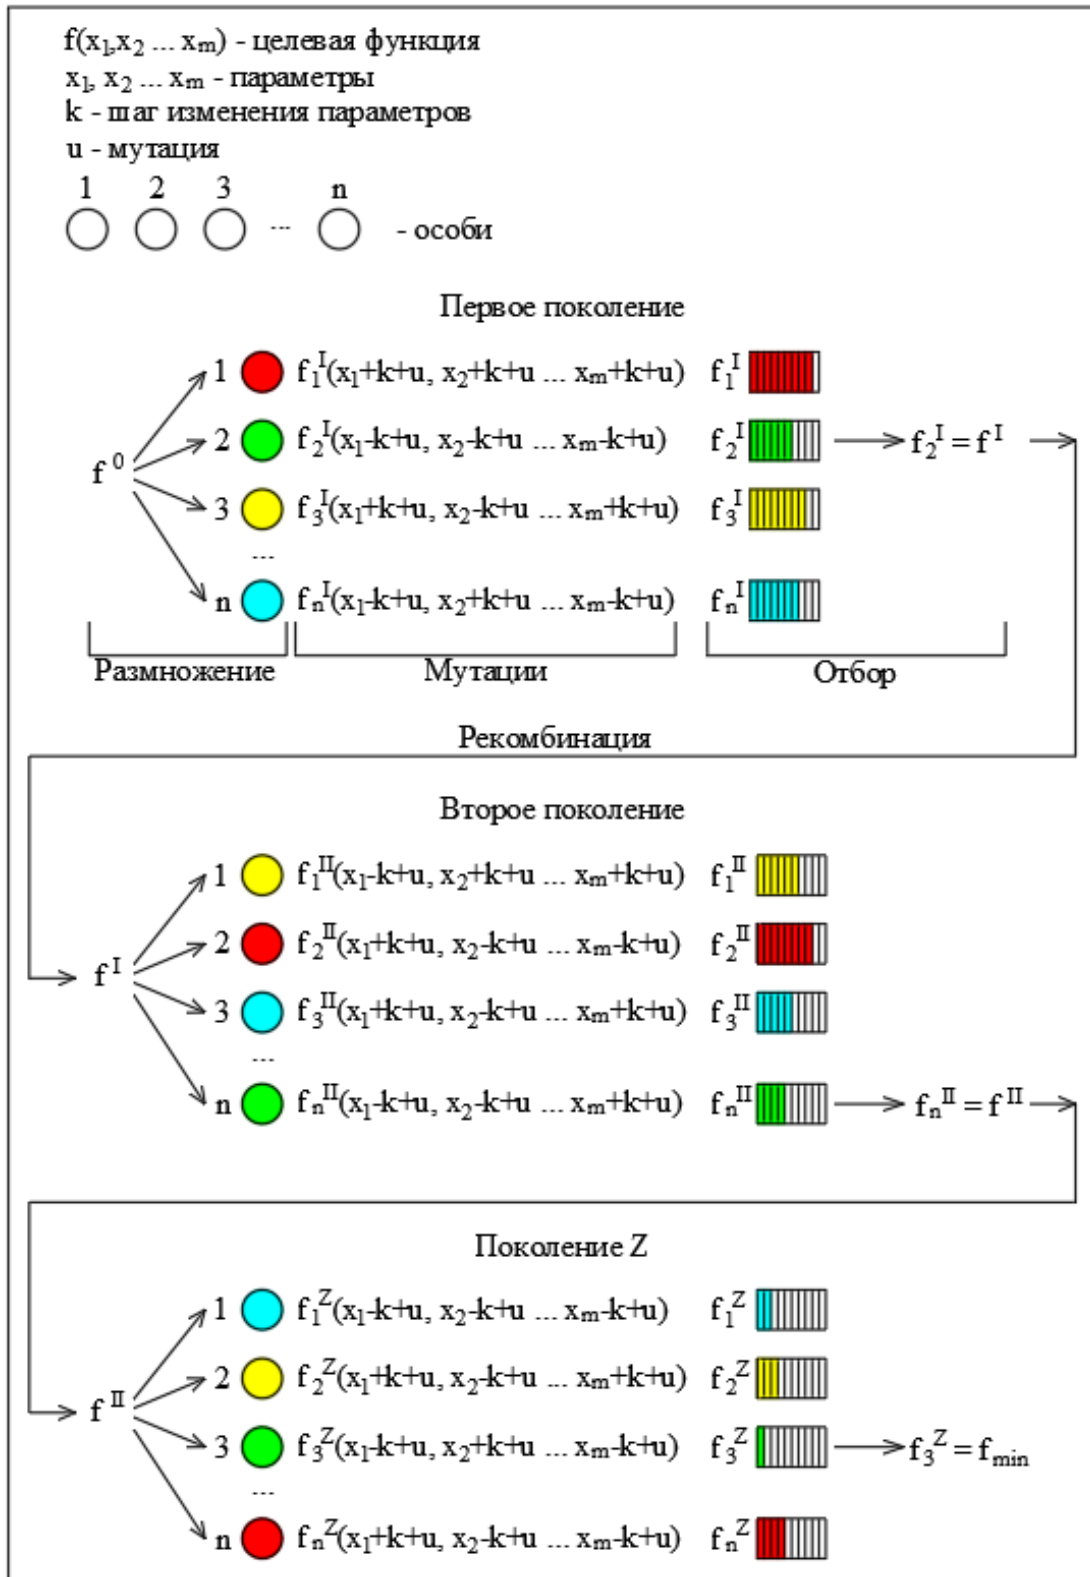 f(x₁,x₂ ... xₘ) - целевая функция
x₁, x₂ ... xₘ - параметры
k - шаг изменения параметров
u - мутация
1 2 3 n
... - особи
Первое поколение
f⁰
1 f₁ᴵ(x₁+k+u, x₂+k+u ... xₘ+k+u) f₁ᴵ
2 f₂ᴵ(x₁-k+u, x₂-k+u ... xₘ-k+u) f₂ᴵ f₂ᴵ = fᴵ
3 f₃ᴵ(x₁+k+u, x₂-k+u ... xₘ+k+u) f₃ᴵ
...
n fₙᴵ(x₁-k+u, x₂+k+u ... xₘ-k+u) fₙᴵ
Размножение Мутации Отбор
Рекомбинация
Второе поколение
fᴵ
1 f₁ᴵᴵ(x₁-k+u, x₂+k+u ... xₘ+k+u) f₁ᴵᴵ
2 f₂ᴵᴵ(x₁+k+u, x₂-k+u ... xₘ-k+u) f₂ᴵᴵ
3 f₃ᴵᴵ(x₁+k+u, x₂-k+u ... xₘ+k+u) f₃ᴵᴵ
...
n fₙᴵᴵ(x₁-k+u, x₂-k+u ... xₘ+k+u) fₙᴵᴵ fₙᴵᴵ = fᴵᴵ
Поколение Z
fᴵᴵ
1 f₁ᶻ(x₁-k+u, x₂-k+u ... xₘ-k+u) f₁ᶻ
2 f₂ᶻ(x₁+k+u, x₂-k+u ... xₘ+k+u) f₂ᶻ
3 f₃ᶻ(x₁-k+u, x₂+k+u ... xₘ-k+u) f₃ᶻ f₃ᶻ = fₘᵢₙ
...
n fₙᶻ(x₁+k+u, x₂-k+u ... xₘ-k+u) fₙᶻ